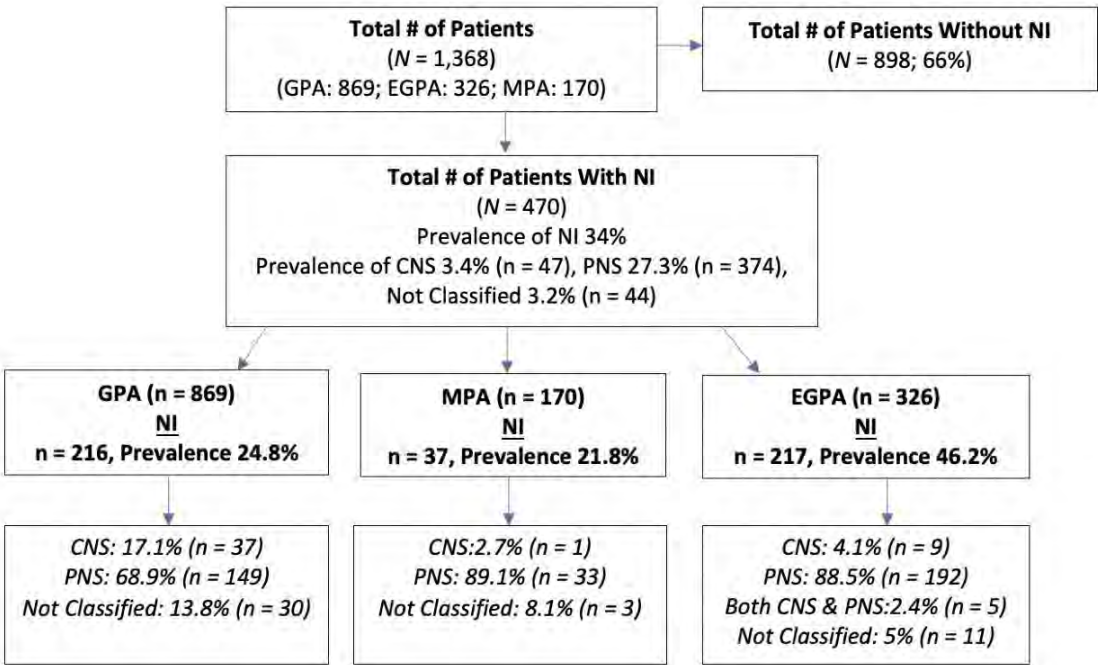 Total # of Patients
(N = 1,368)
(GPA: 869; EGPA: 326; MPA: 170)
Total # of Patients Without NI
(N = 898; 66%)
Total # of Patients With NI
(N = 470)
Prevalence of NI 34%
Prevalence of CNS 3.4% (n = 47), PNS 27.3% (n = 374),
Not Classified 3.2% (n = 44)
GPA (n = 869)
NI
n = 216, Prevalence 24.8%
MPA (n = 170)
NI
n = 37, Prevalence 21.8%
EGPA (n = 326)
NI
n = 217, Prevalence 46.2%
CNS: 17.1% (n = 37)
PNS: 68.9% (n = 149)
Not Classified: 13.8% (n = 30)
CNS:2.7% (n = 1)
PNS: 89.1% (n = 33)
Not Classified: 8.1% (n = 3)
CNS: 4.1% (n = 9)
PNS: 88.5% (n = 192)
Both CNS & PNS:2.4% (n = 5)
Not Classified: 5% (n = 11)